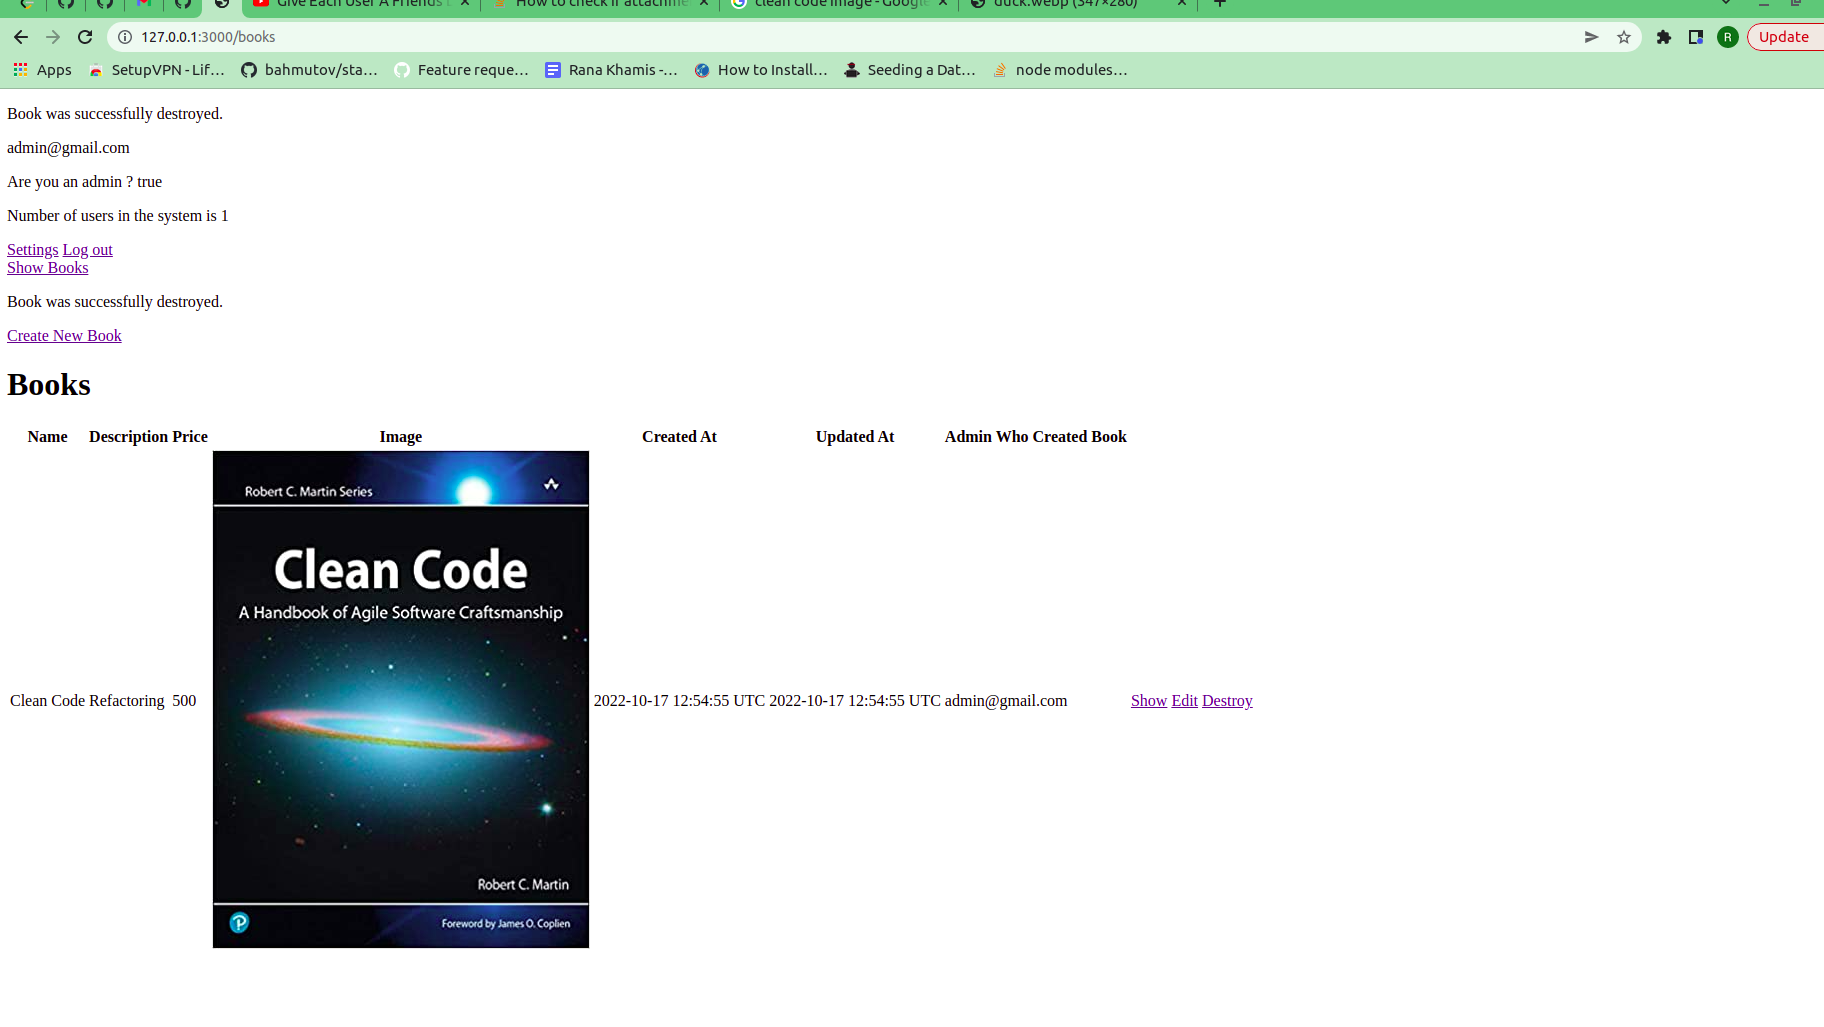 Give Each User A Friends
How to check if attachme
clean code image - Google
duck.webp (347×280)
127.0.0.1:3000/books
R
Update
Apps
SetupVPN - Lif…
bahmutov/sta…
Feature reque…
Rana Khamis -…
How to Install…
Seeding a Dat…
node modules…
Book was successfully destroyed.
admin@gmail.com
Are you an admin ? true
Number of users in the system is 1
Settings Log out
Show Books
Book was successfully destroyed.
Create New Book
Books
Name Description Price Image Created At Updated At Admin Who Created Book
Robert C. Martin Series
Clean Code
A Handbook of Agile Software Craftsmanship
Clean Code Refactoring 500 2022-10-17 12:54:55 UTC 2022-10-17 12:54:55 UTC admin@gmail.com Show Edit Destroy
Robert C. Martin
P
Foreword by James O. Coplien